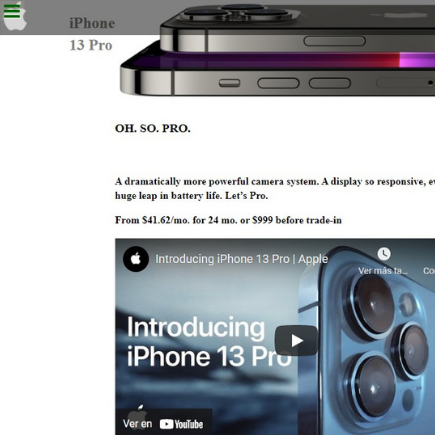 iPhone
13 Pro
OH. SO. PRO.
A dramatically more powerful camera system. A display so responsive,
huge leap in battery life. Let's Pro.
From $41.62/mo. for 24 mo. or $999 before trade-in
Introducing iPhone 13 Pro | Apple
Ver más ta...
Introducing
iPhone 13 Pro
Ver en YouTube